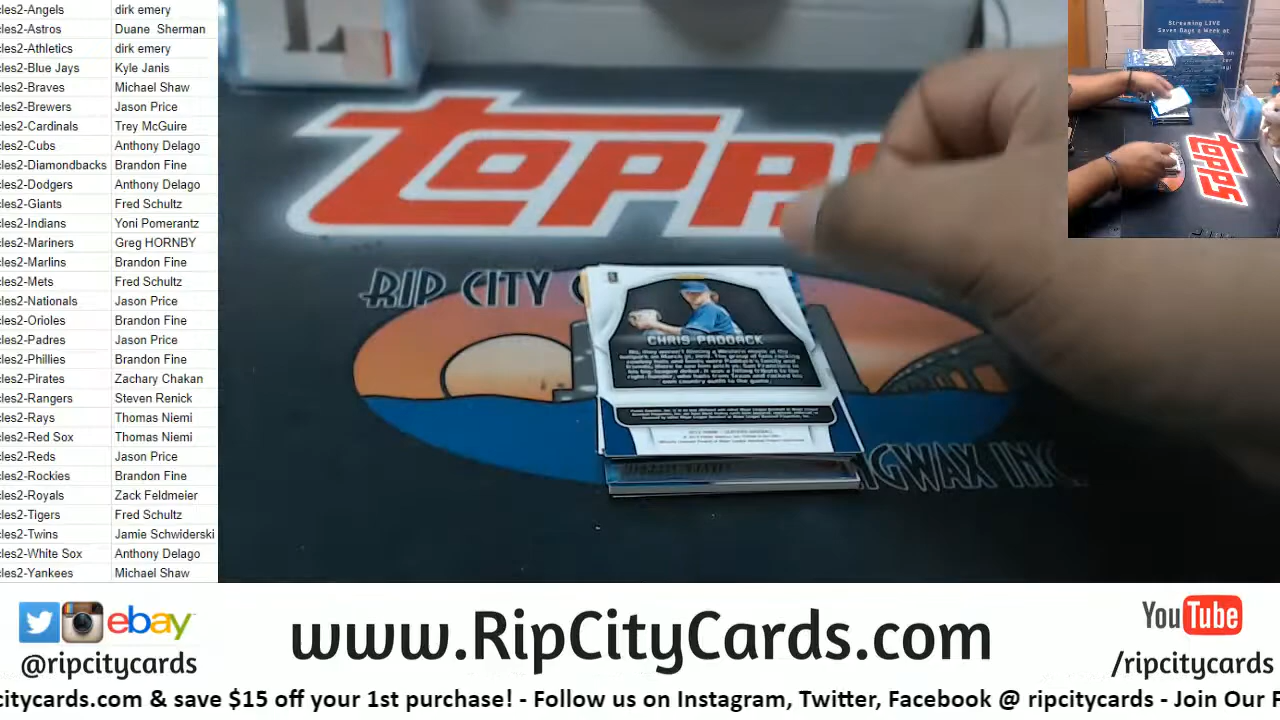 cles2-Angels dirk emery
cles2-Astros Duane Sherman
cles2-Athletics dirk emery
cles2-Blue Jays Kyle Janis
cles2-Braves Michael Shaw
cles2-Brewers Jason Price
cles2-Cardinals Trey McGuire
cles2-Cubs Anthony Delago
cles2-Diamondbacks Brandon Fine
cles2-Dodgers Anthony Delago
cles2-Giants Fred Schultz
cles2-Indians Yoni Pomerantz
cles2-Mariners Greg HORNBY
cles2-Marlins Brandon Fine
cles2-Mets Fred Schultz
cles2-Nationals Jason Price
cles2-Orioles Brandon Fine
cles2-Padres Jason Price
cles2-Phillies Brandon Fine
cles2-Pirates Zachary Chakan
cles2-Rangers Steven Renick
cles2-Rays Thomas Niemi
cles2-Red Sox Thomas Niemi
cles2-Reds Jason Price
cles2-Rockies Brandon Fine
cles2-Royals Zack Feldmeier
cles2-Tigers Fred Schultz
cles2-Twins Jamie Schwiderski
cles2-White Sox Anthony Delago
cles2-Yankees Michael Shaw
topps
RIP CITY
CHRIS PADDACK
NGWAX INC
Streaming LIVE
Seven Days a Week at
topps
ebay
@ripcitycards
www.RipCityCards.com
YouTube
/ripcitycards
citycards.com & save $15 off your 1st purchase! - Follow us on Instagram, Twitter, Facebook @ ripcitycards - Join Our F